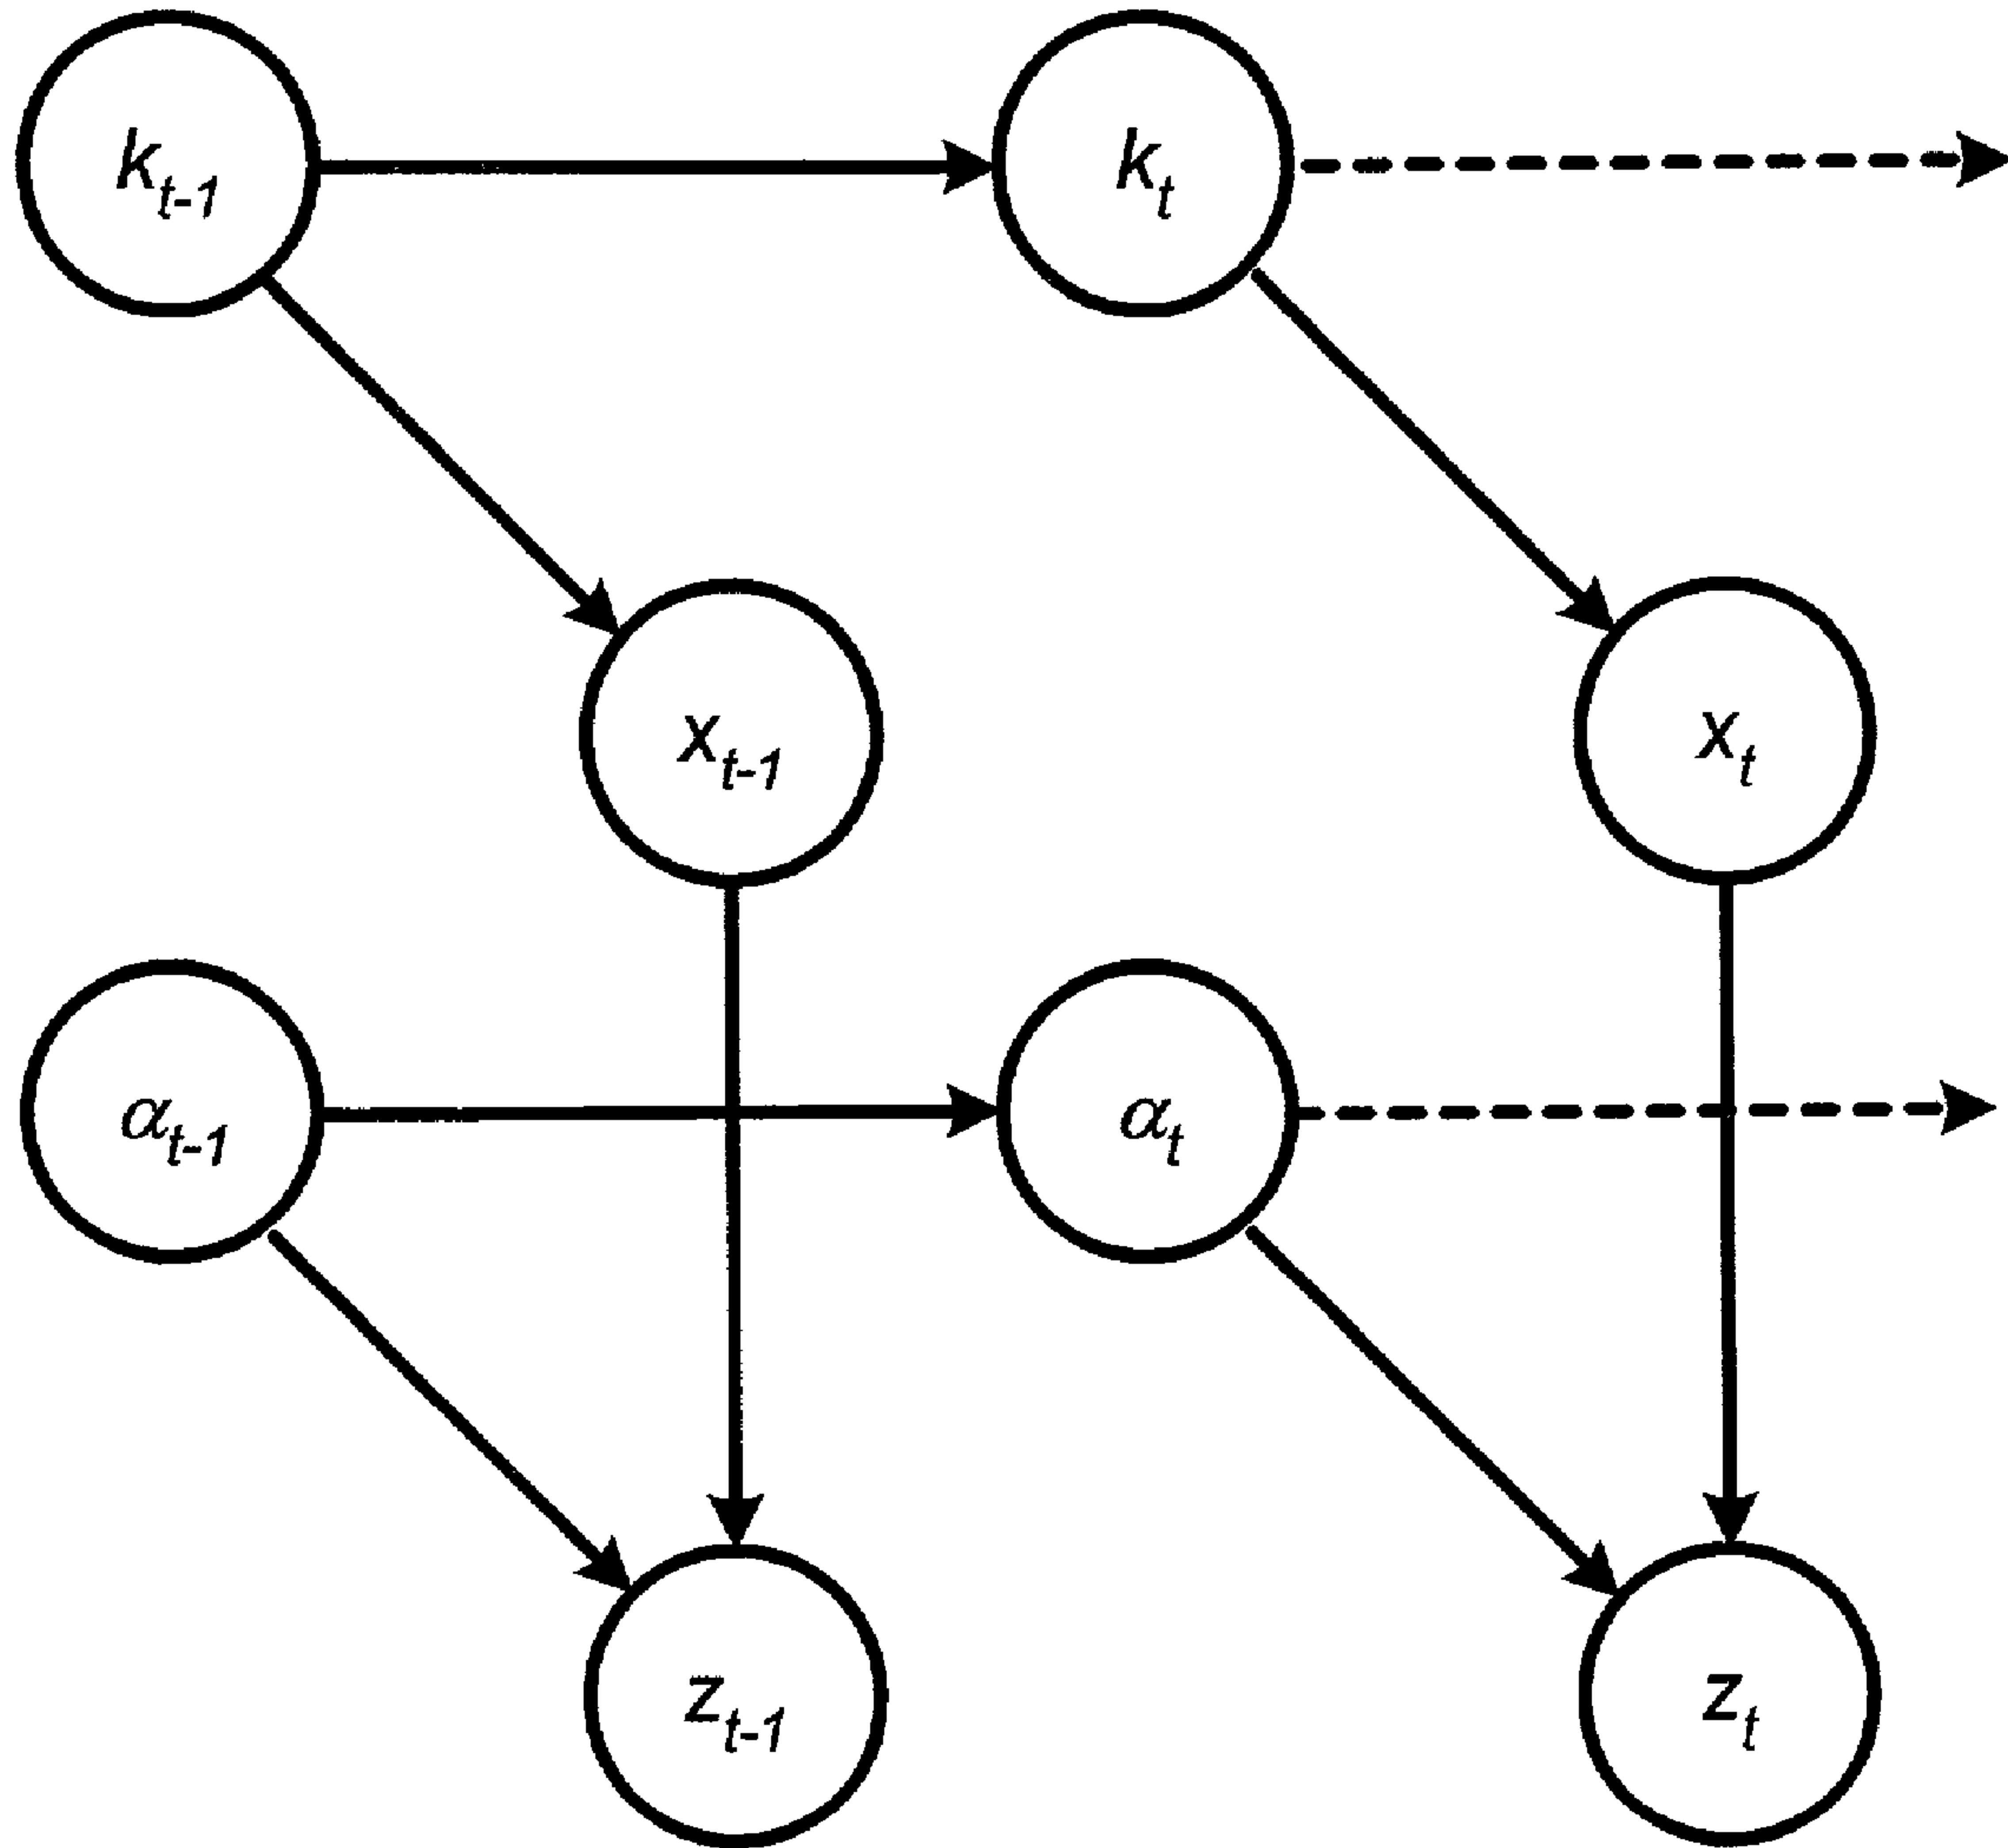 k_{t-1} k_t
x_{t-1} x_t
α_{t-1} α_t
z_{t-1} z_t